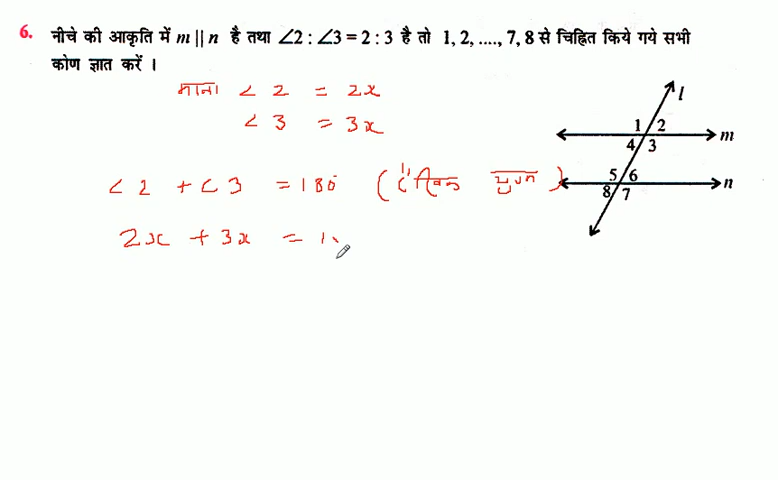 6. नीचे की आकृति में m || n है तथा ∠2 : ∠3 = 2 : 3 है तो 1, 2, ...., 7, 8 से चिह्नित किये गये सभी
कोण ज्ञात करें ।
माना ∠ 2 = 2x
∠ 3 = 3x
l
1 2
m
4 3
∠ 2 + ∠ 3 = 180 (रैखिक युग्म)
5 6
n
8 7
2x + 3x = 1